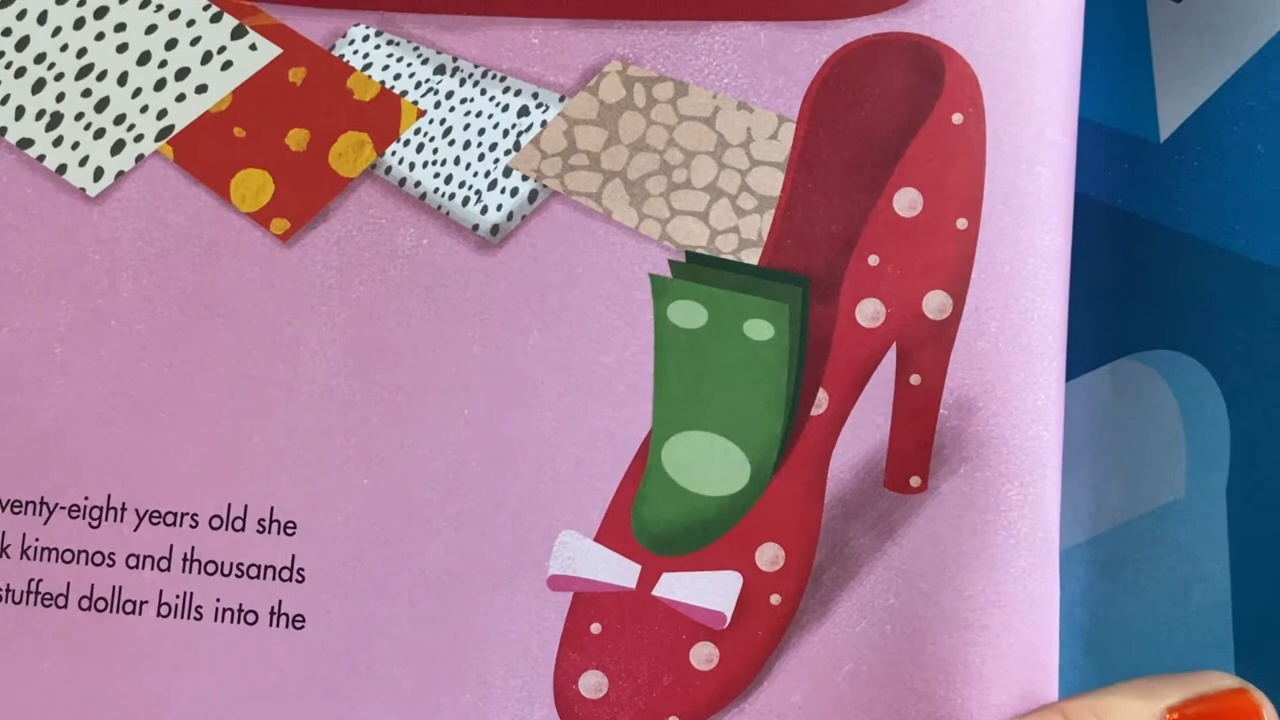 venty-eight years old she
k kimonos and thousands
stuffed dollar bills into the